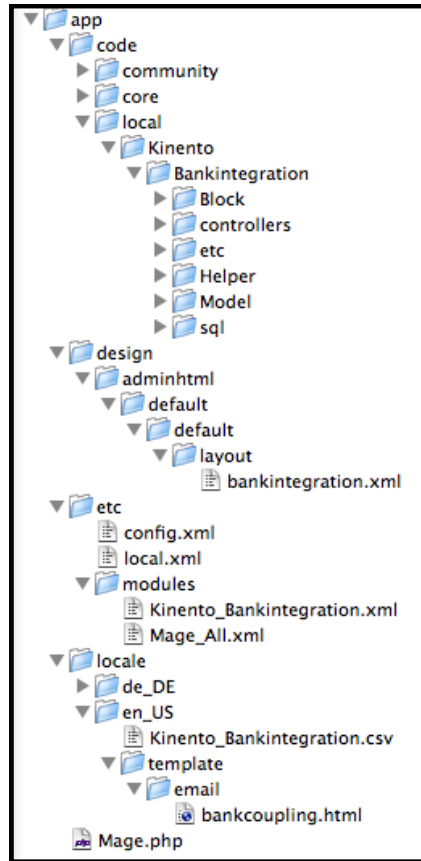 app
code
community
core
local
Kinento
Bankintegration
Block
controllers
etc
Helper
Model
sql
design
adminhtml
default
default
layout
bankintegration.xml
etc
config.xml
local.xml
modules
Kinento_Bankintegration.xml
Mage_All.xml
locale
de_DE
en_US
Kinento_Bankintegration.csv
template
email
bankcoupling.html
Mage.php